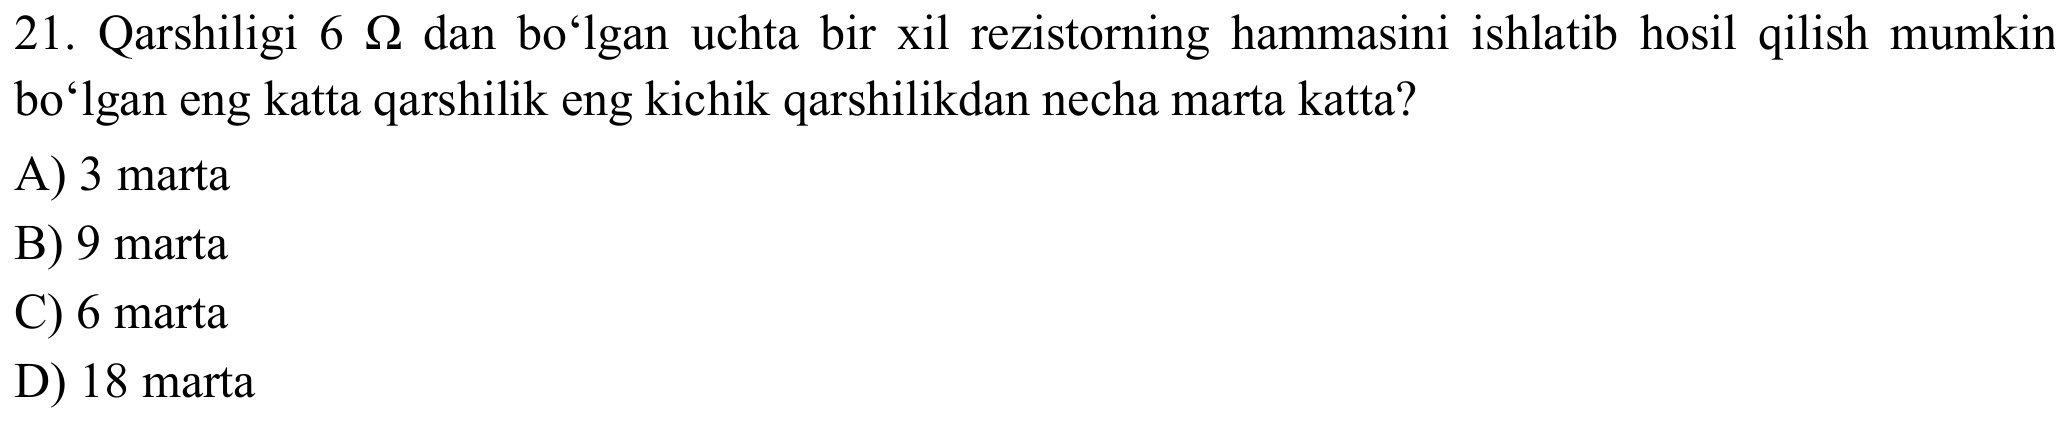 21. Qarshiligi 6 Ω dan bo‘lgan uchta bir xil rezistorning hammasini ishlatib hosil qilish mumkin
bo‘lgan eng katta qarshilik eng kichik qarshilikdan necha marta katta?
A) 3 marta
B) 9 marta
C) 6 marta
D) 18 marta